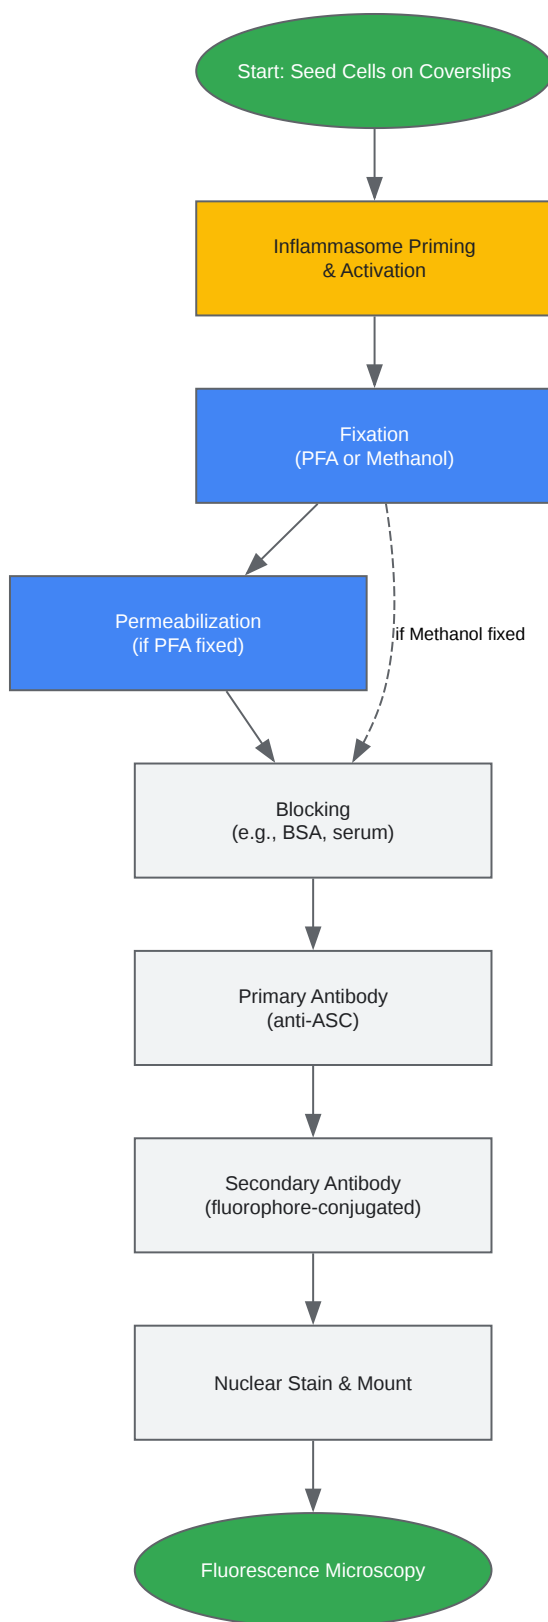 Start: Seed Cells on Coverslips
Inflammasome Priming
& Activation
Fixation
(PFA or Methanol)
Permeabilization
(if PFA fixed)
if Methanol fixed
Blocking
(e.g., BSA, serum)
Primary Antibody
(anti-ASC)
Secondary Antibody
(fluorophore-conjugated)
Nuclear Stain & Mount
Fluorescence Microscopy